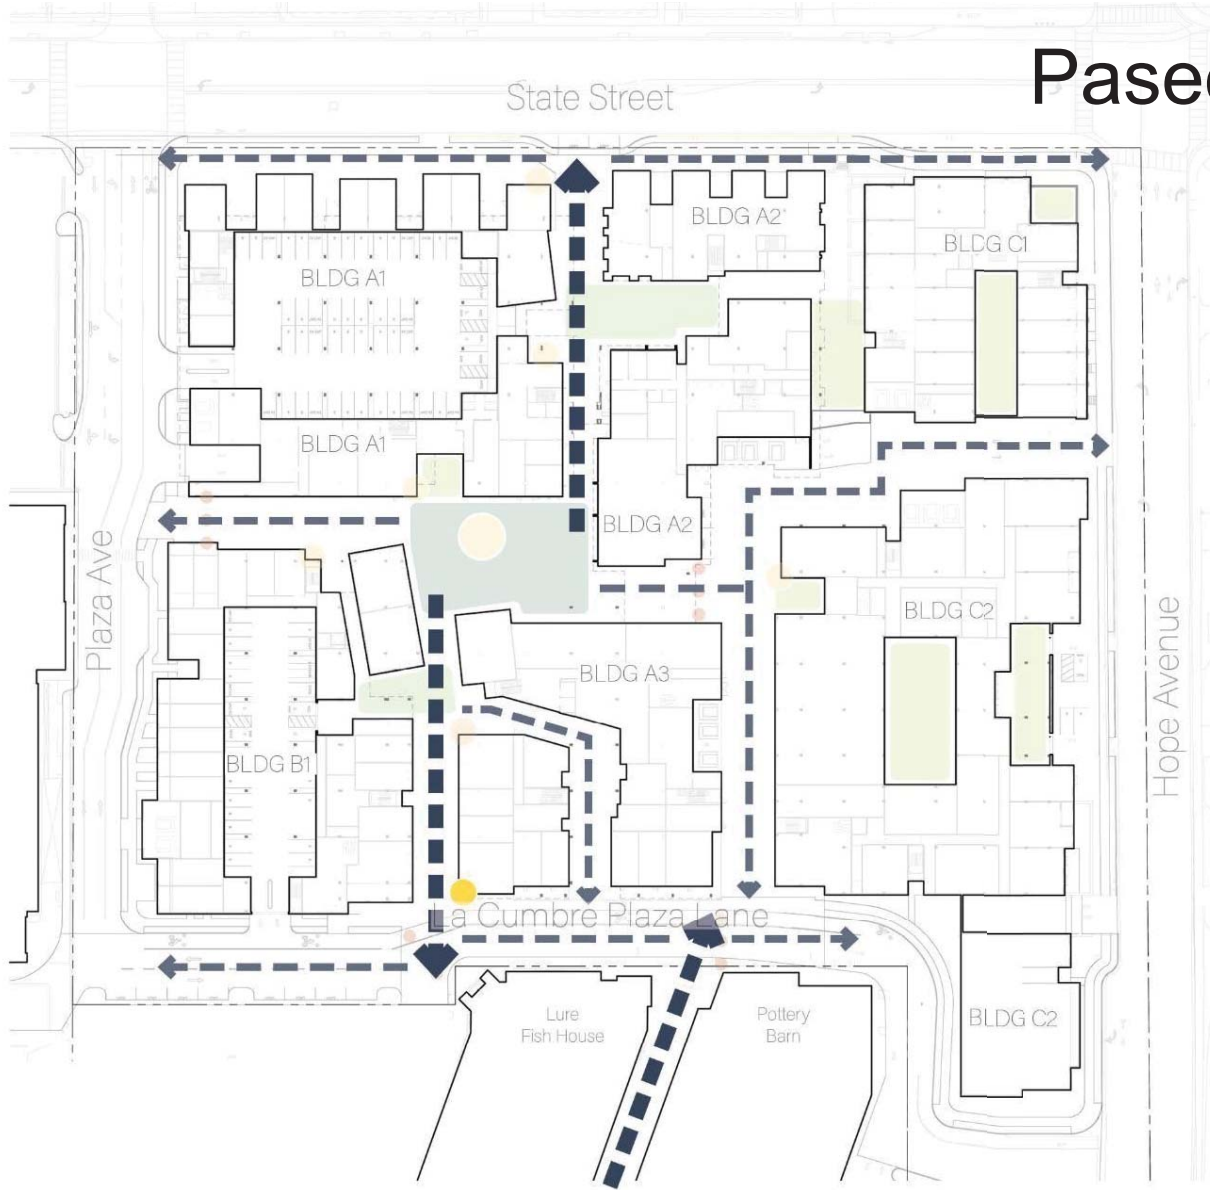 Paseo
State Street
BLDG A2
BLDG C1
BLDG A1
BLDG A1
BLDG A2
Plaza Ave
BLDG C2
Hope Avenue
BLDG A3
BLDG B1
La Cumbre Plaza Lane
Lure
Fish House
Pottery
Barn
BLDG C2